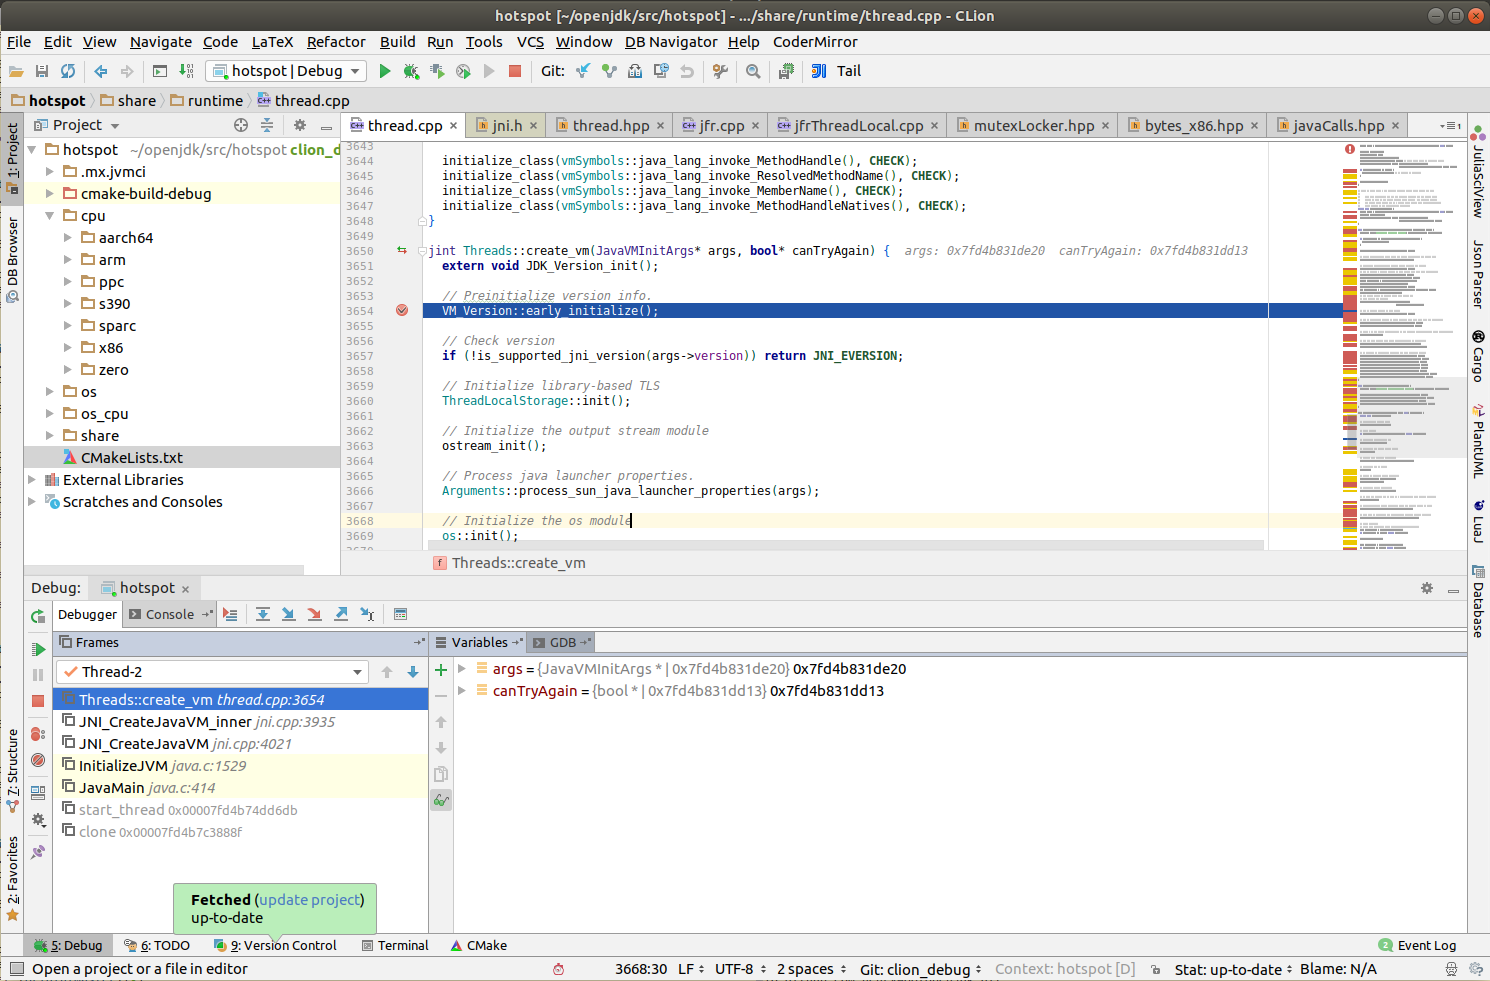 hotspot [~/openjdk/src/hotspot] - .../share/runtime/thread.cpp - CLion
File Edit View Navigate Code LaTeX Refactor Build Run Tools VCS Window DB Navigator Help CoderMirror
hotspot | Debug Git: Tail
hotspot share runtime thread.cpp
1: Project
DB Browser
7: Structure
2: Favorites
Project
hotspot ~/openjdk/src/hotspot clion_d
.mx.jvmci
cmake-build-debug
cpu
aarch64
arm
ppc
s390
sparc
x86
zero
os
os_cpu
share
CMakeLists.txt
External Libraries
Scratches and Consoles
thread.cpp jni.h thread.hpp jfr.cpp jfrThreadLocal.cpp mutexLocker.hpp bytes_x86.hpp javaCalls.hpp
3643
3644 initialize_class(vmSymbols::java_lang_invoke_MethodHandle(), CHECK);
3645 initialize_class(vmSymbols::java_lang_invoke_ResolvedMethodName(), CHECK);
3646 initialize_class(vmSymbols::java_lang_invoke_MemberName(), CHECK);
3647 initialize_class(vmSymbols::java_lang_invoke_MethodHandleNatives(), CHECK);
3648 }
3649
3650 jint Threads::create_vm(JavaVMInitArgs* args, bool* canTryAgain) { args: 0x7fd4b831de20 canTryAgain: 0x7fd4b831dd13
3651 extern void JDK_Version_init();
3652
3653 // Preinitialize version info.
3654 VM_Version::early_initialize();
3655
3656 // Check version
3657 if (!is_supported_jni_version(args->version)) return JNI_EVERSION;
3658
3659 // Initialize library-based TLS
3660 ThreadLocalStorage::init();
3661
3662 // Initialize the output stream module
3663 ostream_init();
3664
3665 // Process java launcher properties.
3666 Arguments::process_sun_java_launcher_properties(args);
3667
3668 // Initialize the os module
3669 os::init();
3670
Threads::create_vm
JuliaSciView
Json Parser
Cargo
PlantUML
LuaJ
Database
Debug: hotspot
Debugger Console
Frames
Thread-2
Threads::create_vm thread.cpp:3654
JNI_CreateJavaVM_inner jni.cpp:3935
JNI_CreateJavaVM jni.cpp:4021
InitializeJVM java.c:1529
JavaMain java.c:414
start_thread 0x00007fd4b74dd6db
clone 0x00007fd4b7c3888f
Variables GDB
args = {JavaVMInitArgs * | 0x7fd4b831de20} 0x7fd4b831de20
canTryAgain = {bool * | 0x7fd4b831dd13} 0x7fd4b831dd13
Fetched (update project)
up-to-date
5: Debug 6: TODO 9: Version Control Terminal CMake 2 Event Log
Open a project or a file in editor 3668:30 LF UTF-8 2 spaces Git: clion_debug Context: hotspot [D] Stat: up-to-date Blame: N/A